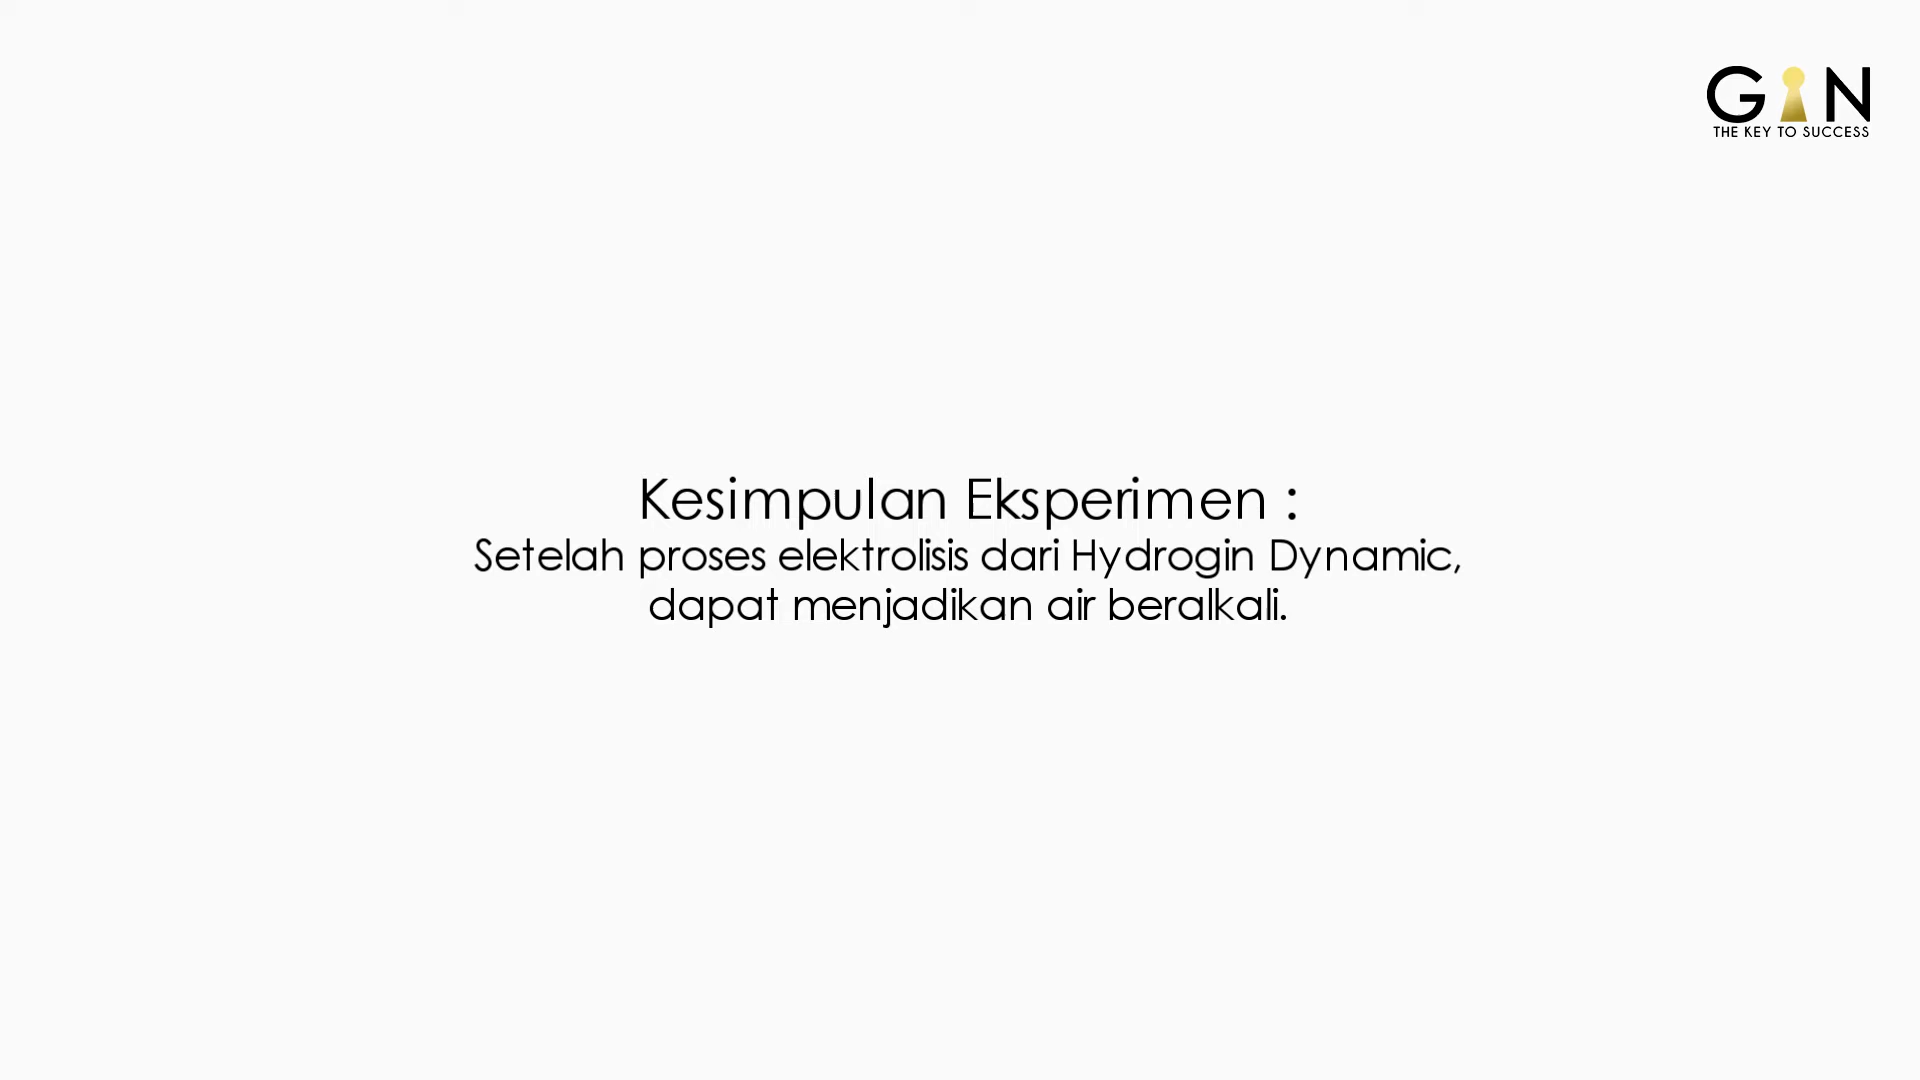 GIN
THE KEY TO SUCCESS
Kesimpulan Eksperimen :
Setelah proses elektrolisis dari Hydrogin Dynamic,
dapat menjadikan air beralkali.